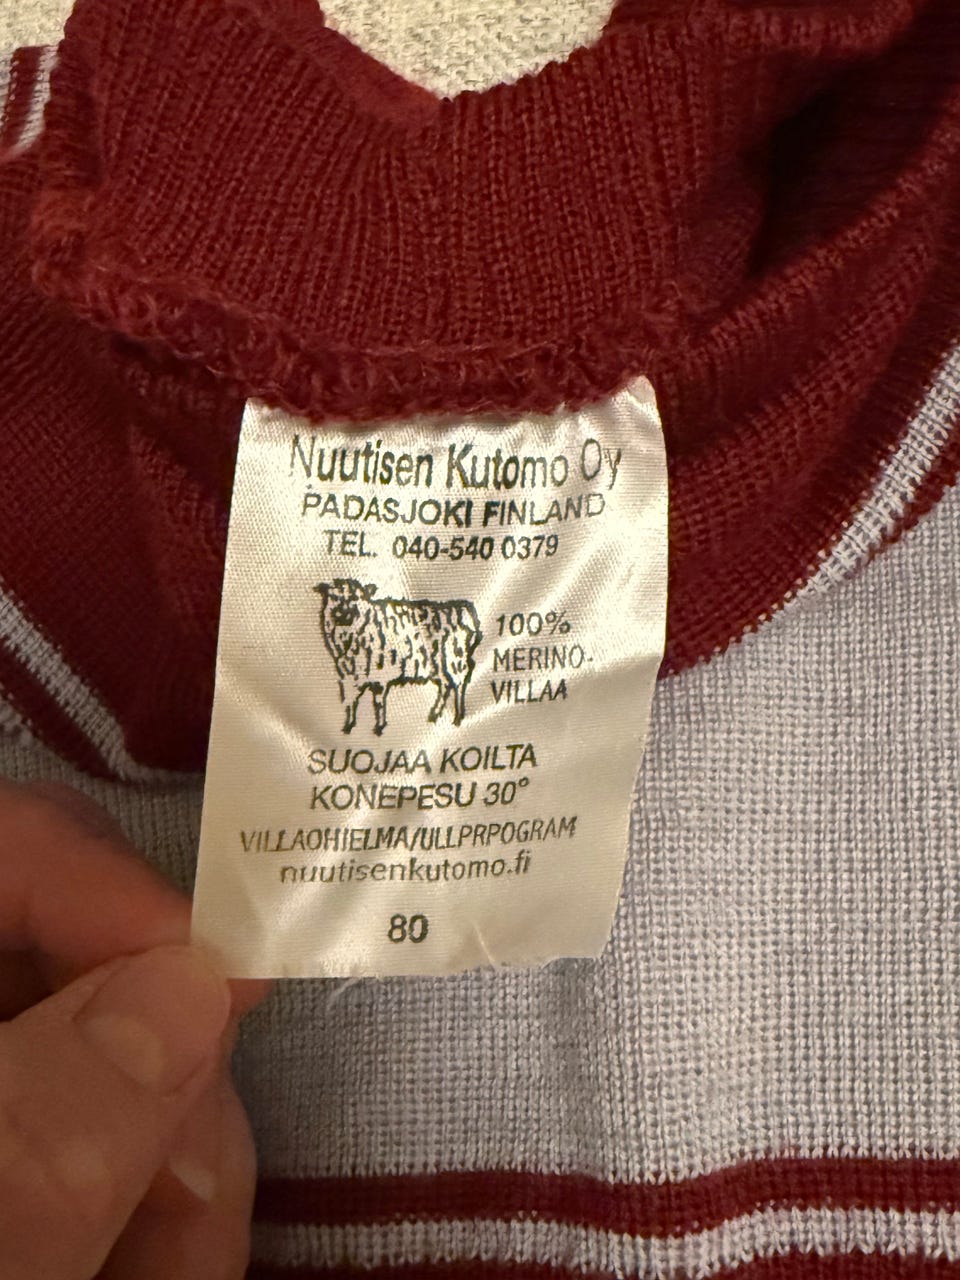 Nuutisen Kutomo Oy
PADASJOKI FINLAND
TEL. 040-540 0379
100%
MERINO-
VILLAA
SUOJAA KOILTA
KONEPESU 30°
VILLAOHIELMA/ULLPRPOGRAM
nuutisenkutomo.fi
80